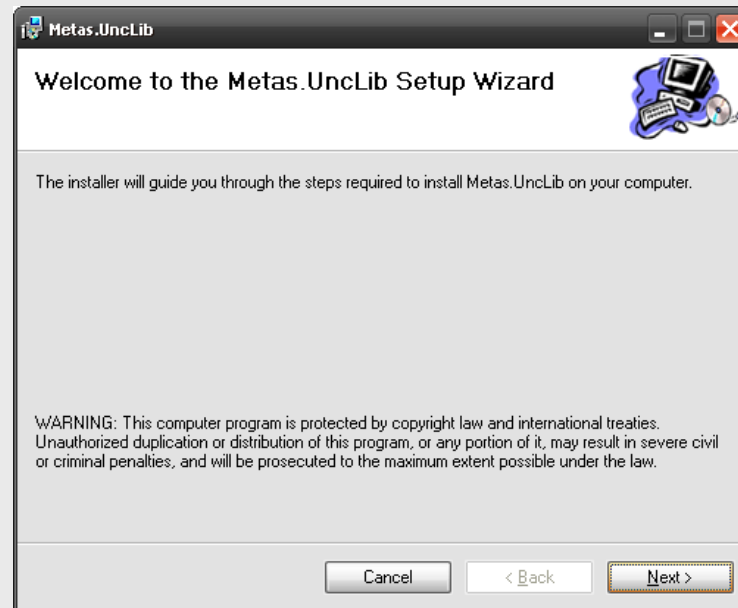 Metas.UncLib
Welcome to the Metas.UncLib Setup Wizard
The installer will guide you through the steps required to install Metas.UncLib on your computer.
WARNING: This computer program is protected by copyright law and international treaties.
Unauthorized duplication or distribution of this program, or any portion of it, may result in severe civil
or criminal penalties, and will be prosecuted to the maximum extent possible under the law.
Cancel < Back Next >